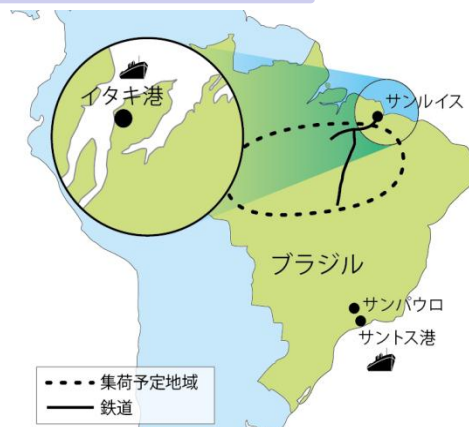 イタキ港
サンルイス
ブラジル
サンパウロ
サントス港
集荷予定地域
鉄道